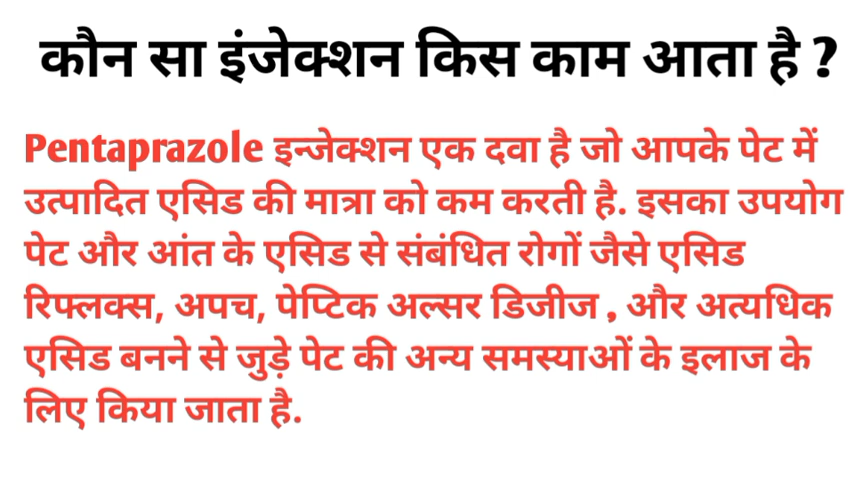 कौन सा इंजेक्शन किस काम आता है ?
Pentaprazole इन्जेक्शन एक दवा है जो आपके पेट में
उत्पादित एसिड की मात्रा को कम करती है. इसका उपयोग
पेट और आंत के एसिड से संबंधित रोगों जैसे एसिड
रिफ्लक्स, अपच, पेप्टिक अल्सर डिजीज , और अत्यधिक
एसिड बनने से जुड़े पेट की अन्य समस्याओं के इलाज के
लिए किया जाता है.